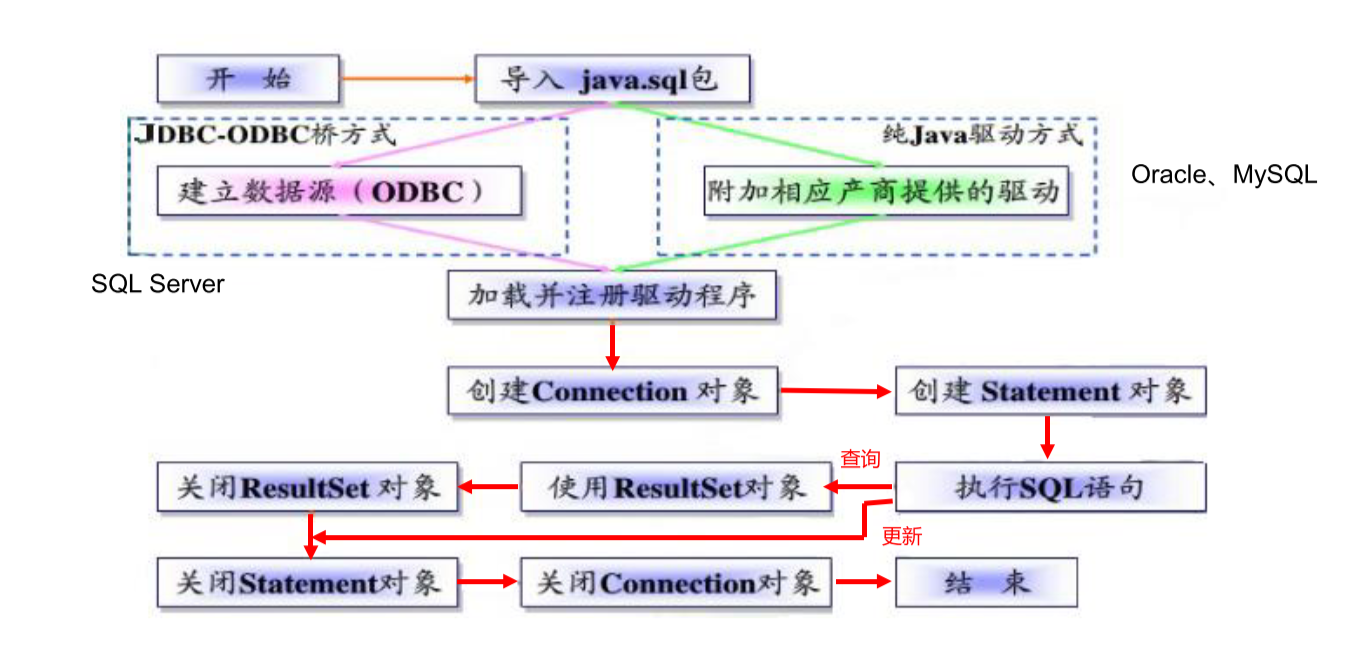 开 始
导入 java.sql包
JDBC-ODBC桥方式
纯Java驱动方式
建立数据源（ODBC）
附加相应产商提供的驱动
Oracle、MySQL
SQL Server
加载并注册驱动程序
创建Connection 对象
创建 Statement 对象
查询
关闭ResultSet 对象
使用ResultSet对象
执行SQL语句
更新
关闭Statement对象
关闭Connection对象
结 束